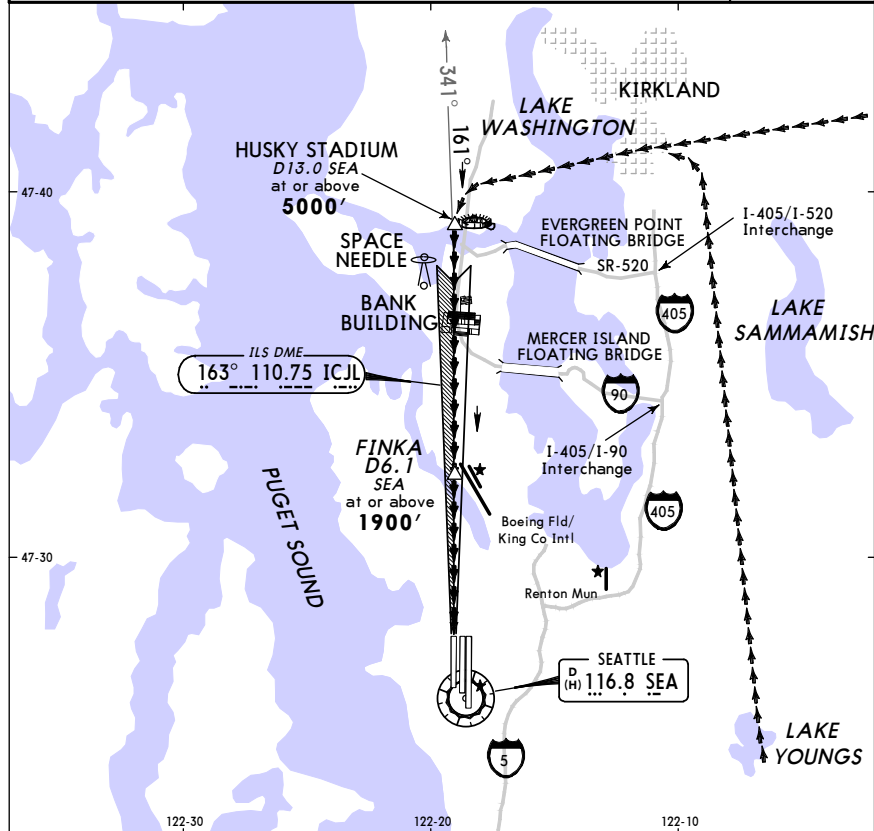 341°
161°
KIRKLAND
LAKE
WASHINGTON
HUSKY STADIUM
D13.0 SEA
at or above
5000'
47-40
EVERGREEN POINT
FLOATING BRIDGE
I-405/I-520
Interchange
SPACE
NEEDLE
SR-520
BANK
BUILDING
405
LAKE
SAMMAMISH
MERCER ISLAND
FLOATING BRIDGE
ILS DME
163° 110.75 ICJL
90
FINKA
D6.1
SEA
at or above
1900'
I-405/I-90
Interchange
PUGET SOUND
Boeing Fld/
King Co Intl
405
47-30
Renton Mun
SEATTLE
D
(H) 116.8 SEA
LAKE
YOUNGS
5
122-30
122-20
122-10